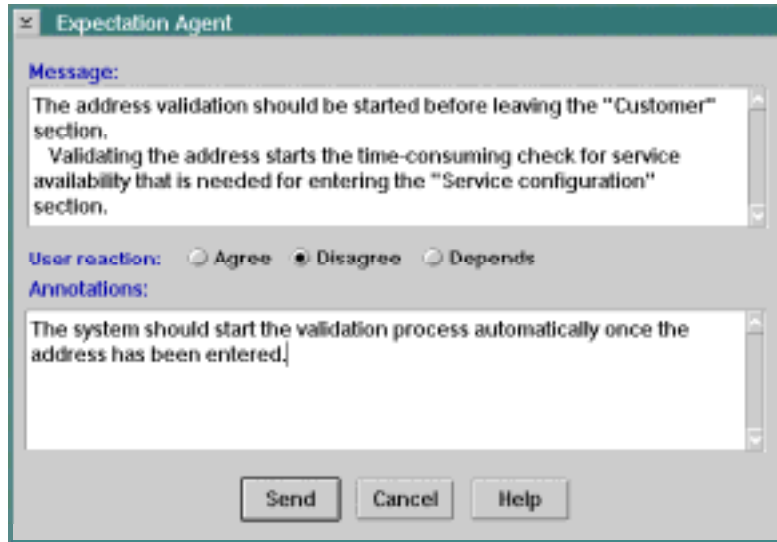 Expectation Agent
Message:
The address validation should be started before leaving the "Customer"
section.
Validating the address starts the time-consuming check for service
availability that is needed for entering the "Service configuration"
section.
User reaction: Agree Disagree Depends
Annotations:
The system should start the validation process automatically once the
address has been entered.
Send Cancel Help